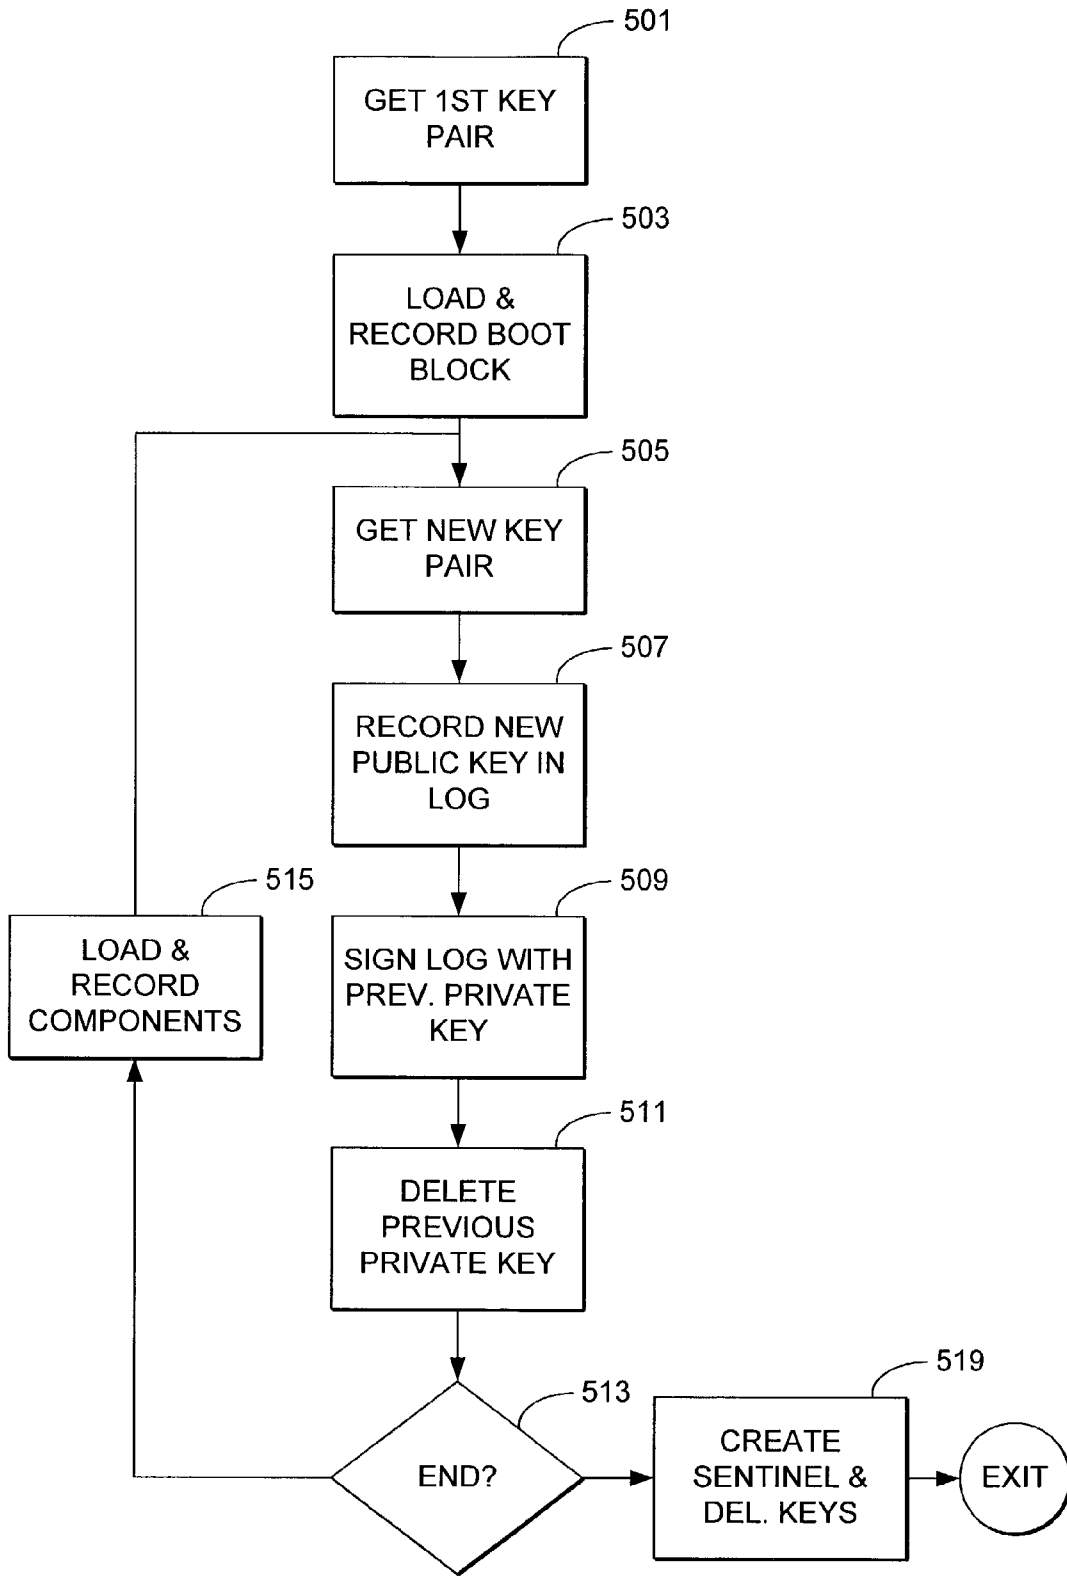 501
GET 1ST KEY
PAIR
503
LOAD &
RECORD BOOT
BLOCK
505
GET NEW KEY
PAIR
507
RECORD NEW
PUBLIC KEY IN
LOG
515
LOAD &
RECORD
COMPONENTS
509
SIGN LOG WITH
PREV. PRIVATE
KEY
511
DELETE
PREVIOUS
PRIVATE KEY
513
END?
519
CREATE
SENTINEL &
DEL. KEYS
EXIT